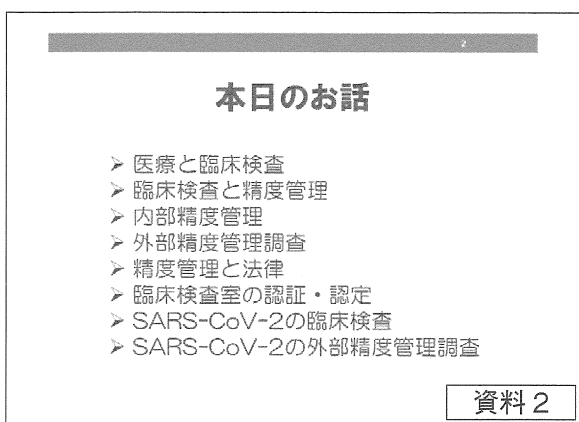 2
本日のお話
➢ 医療と臨床検査
➢ 臨床検査と精度管理
➢ 内部精度管理
➢ 外部精度管理調査
➢ 精度管理と法律
➢ 臨床検査室の認証・認定
➢ SARS-CoV-2の臨床検査
➢ SARS-CoV-2の外部精度管理調査
資料2